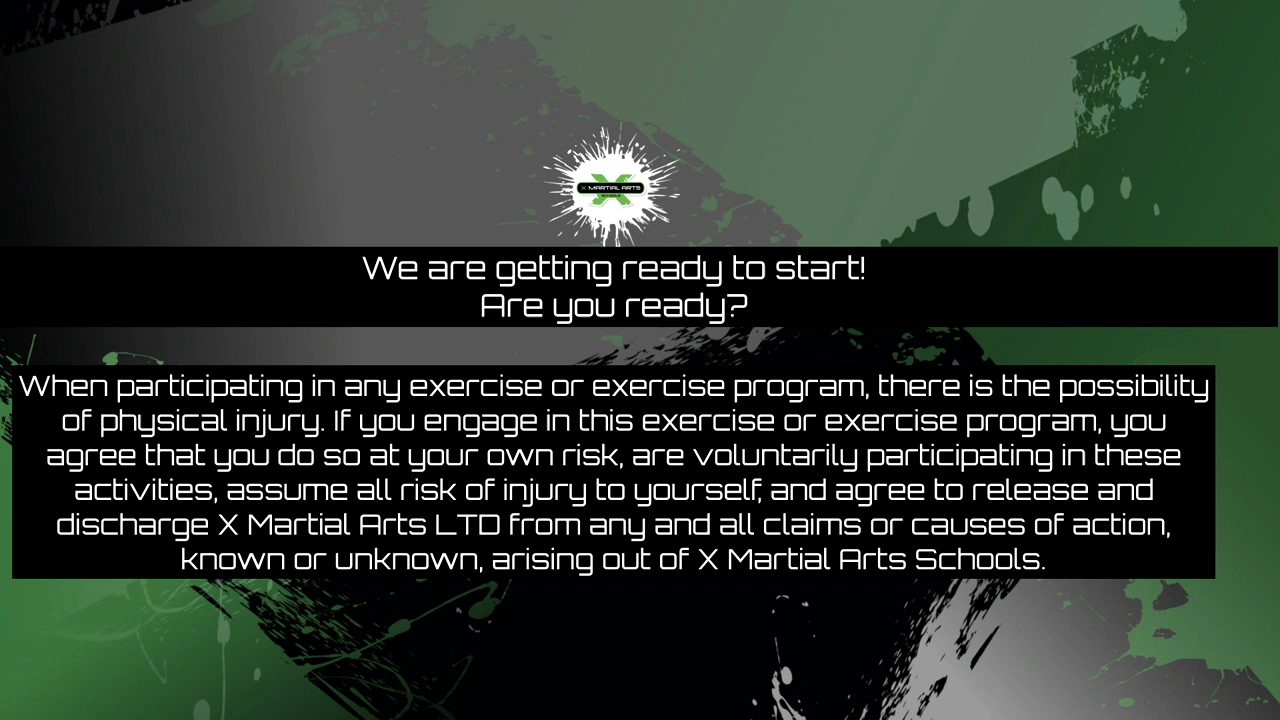 X MARTIAL ARTS
SCHOOLS
We are getting ready to start!
Are you ready?
When participating in any exercise or exercise program, there is the possibility
of physical injury. If you engage in this exercise or exercise program, you
agree that you do so at your own risk, are voluntarily participating in these
activities, assume all risk of injury to yourself, and agree to release and
discharge X Martial Arts LTD from any and all claims or causes of action,
known or unknown, arising out of X Martial Arts Schools.